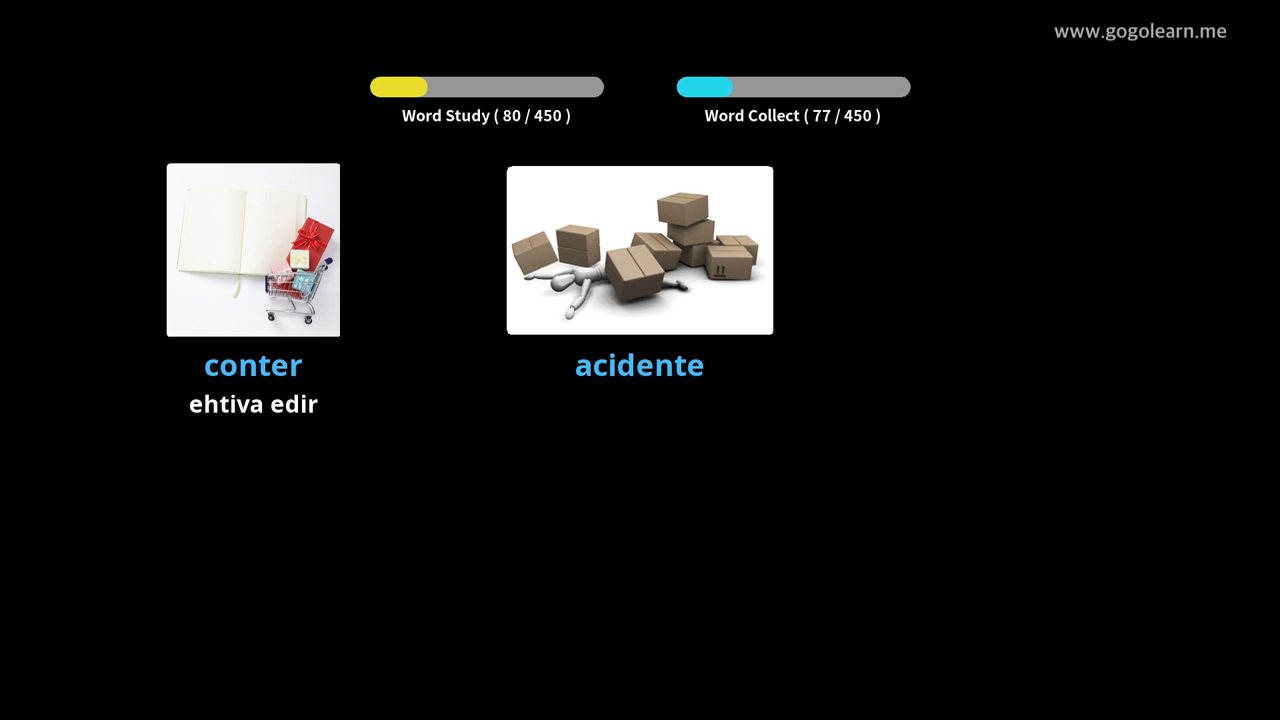 www.gogolearn.me
Word Study ( 80 / 450 )
Word Collect ( 77 / 450 )
conter
ehtiva edir
acidente